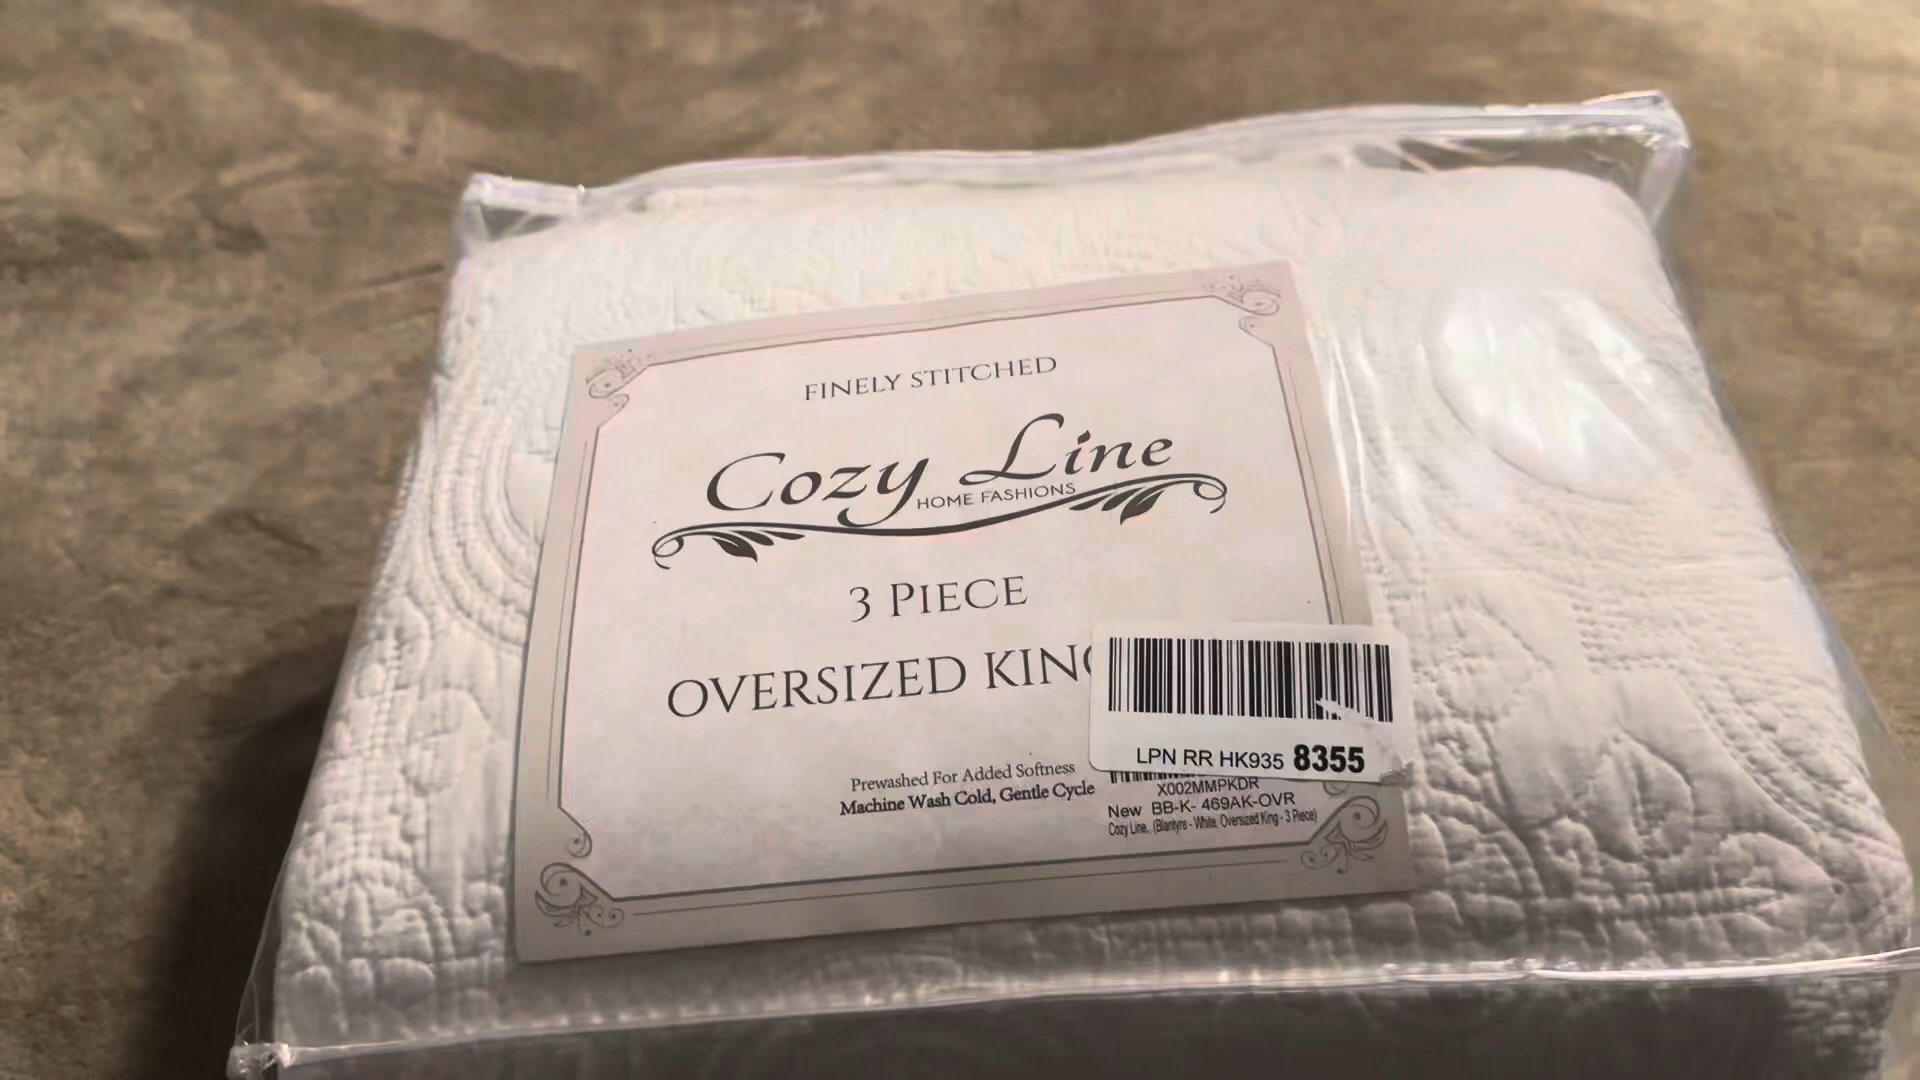 FINELY STITCHED
Cozy Line
HOME FASHIONS
3 PIECE
OVERSIZED KING
Prewashed For Added Softness
Machine Wash Cold, Gentle Cycle
LPN RR HK935 8355
X002MMPKDR
New BB-K- 469AK-OVR
Cozy Line. (Blantyre - White, Oversized King - 3 Piece)